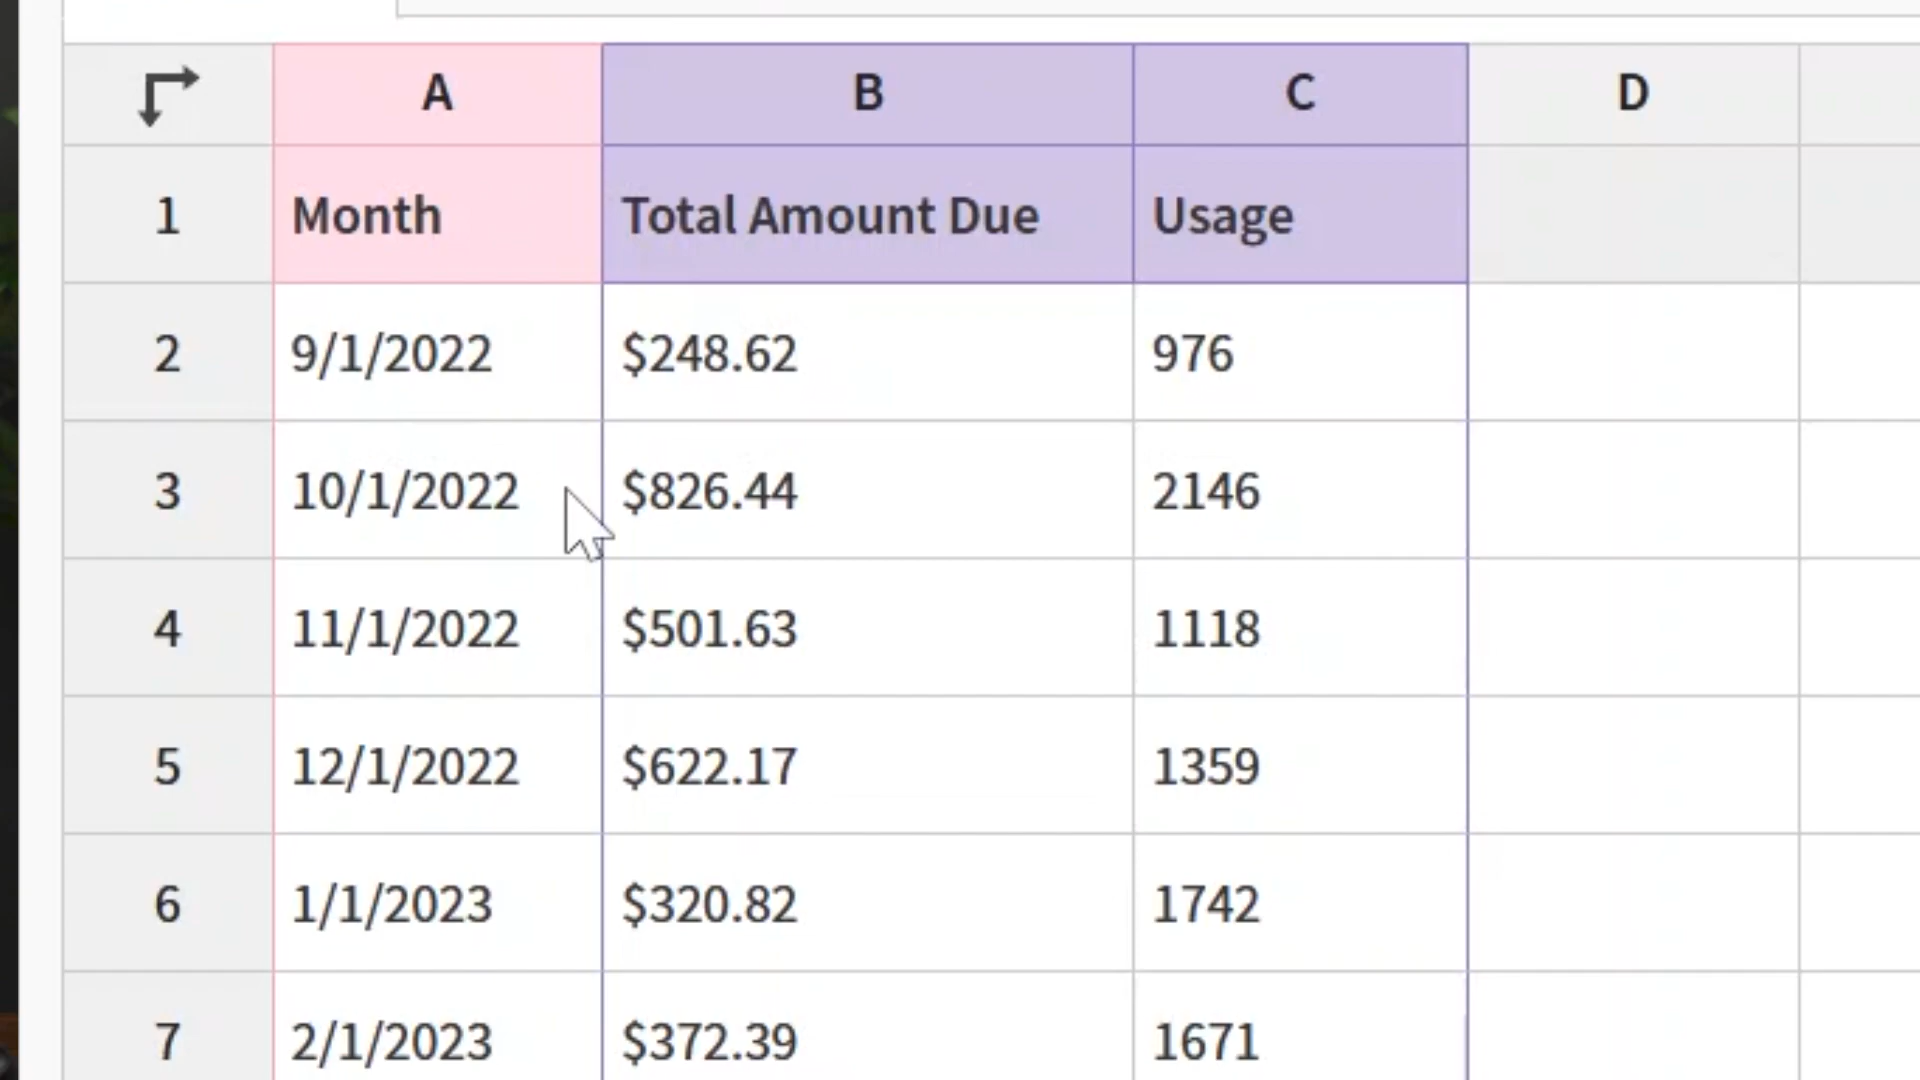 A B C D
1 Month Total Amount Due Usage
2 9/1/2022 $248.62 976
3 10/1/2022 $826.44 2146
4 11/1/2022 $501.63 1118
5 12/1/2022 $622.17 1359
6 1/1/2023 $320.82 1742
7 2/1/2023 $372.39 1671